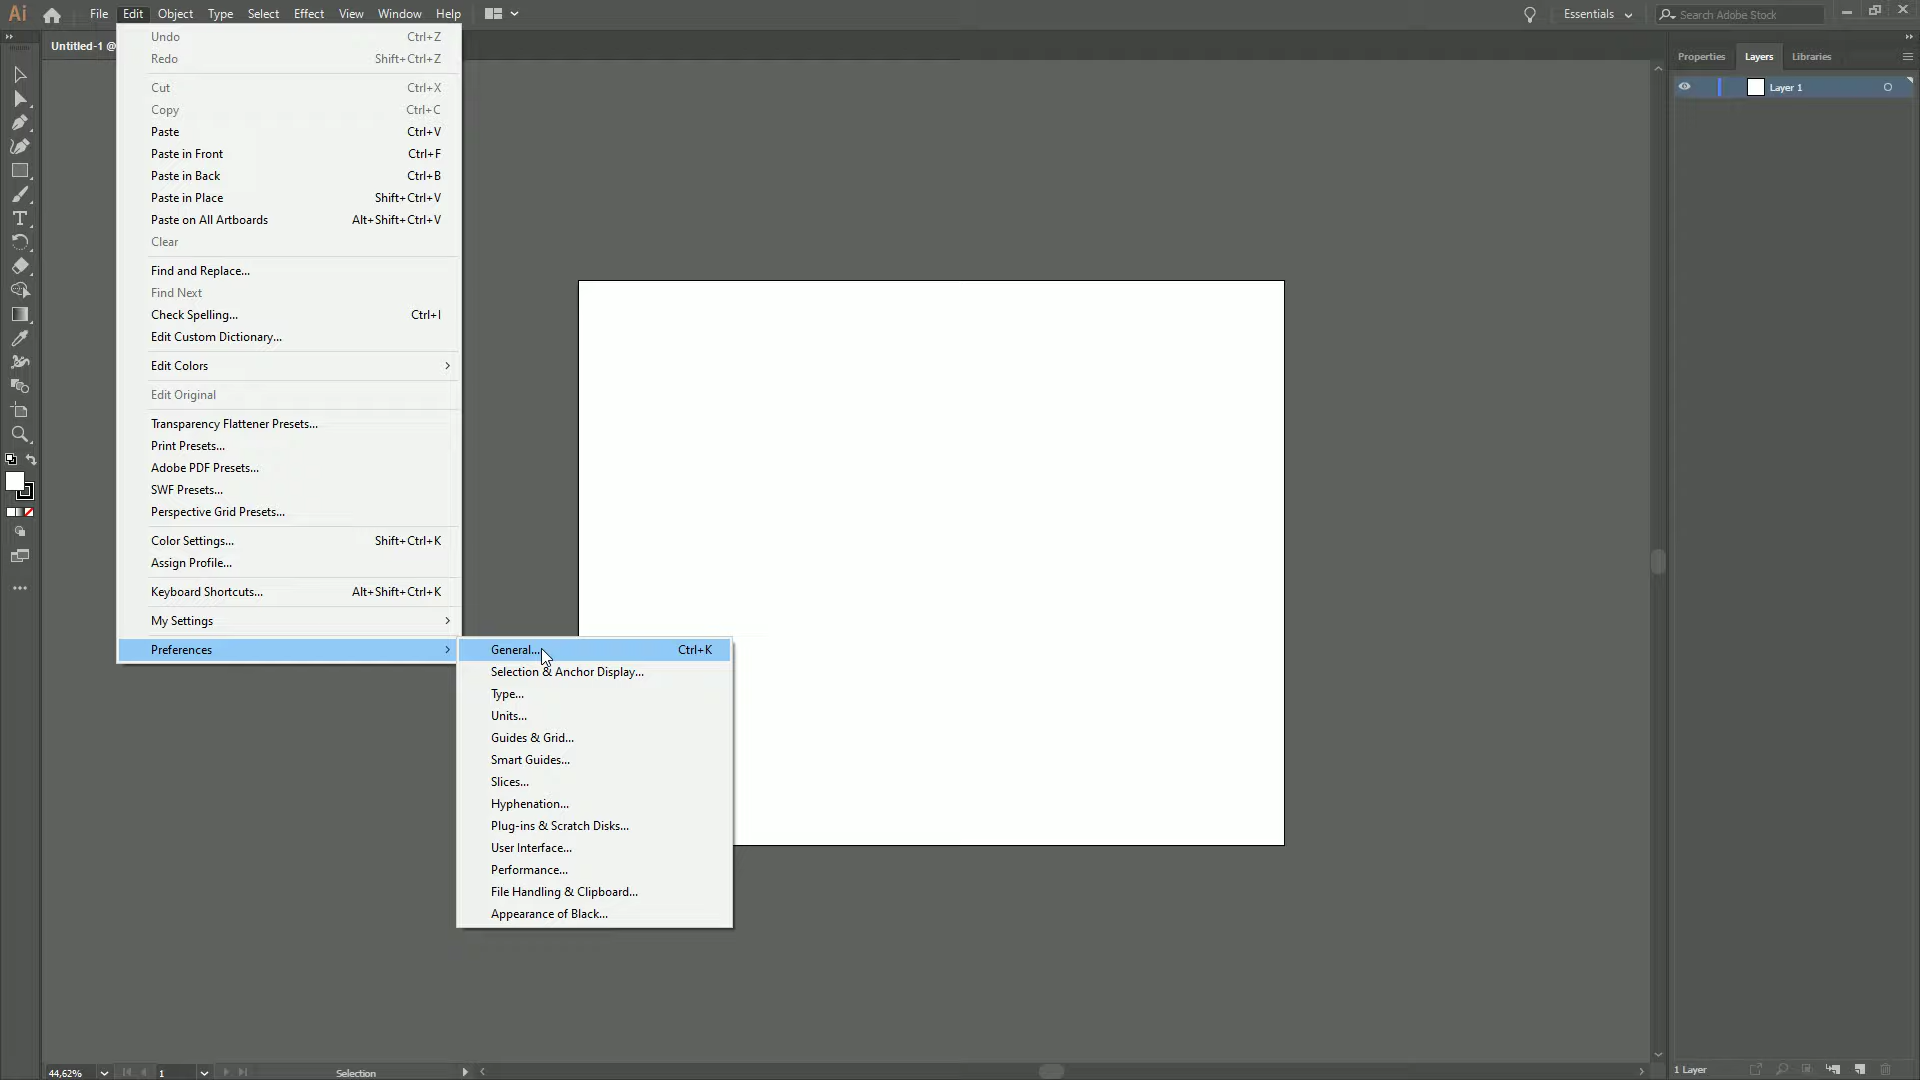 Ai File Edit Object Type Select Effect View Window Help Essentials Search Adobe Stock
Untitled-1 @
Properties Layers Libraries
Layer 1
Undo Ctrl+Z
Redo Shift+Ctrl+Z
Cut Ctrl+X
Copy Ctrl+C
Paste Ctrl+V
Paste in Front Ctrl+F
Paste in Back Ctrl+B
Paste in Place Shift+Ctrl+V
Paste on All Artboards Alt+Shift+Ctrl+V
Clear
Find and Replace...
Find Next
Check Spelling... Ctrl+I
Edit Custom Dictionary...
Edit Colors
Edit Original
Transparency Flattener Presets...
Print Presets...
Adobe PDF Presets...
SWF Presets...
Perspective Grid Presets...
Color Settings... Shift+Ctrl+K
Assign Profile...
Keyboard Shortcuts... Alt+Shift+Ctrl+K
My Settings
Preferences
General... Ctrl+K
Selection & Anchor Display...
Type...
Units...
Guides & Grid...
Smart Guides...
Slices...
Hyphenation...
Plug-ins & Scratch Disks...
User Interface...
Performance...
File Handling & Clipboard...
Appearance of Black...
44,62% 1 Selection
1 Layer